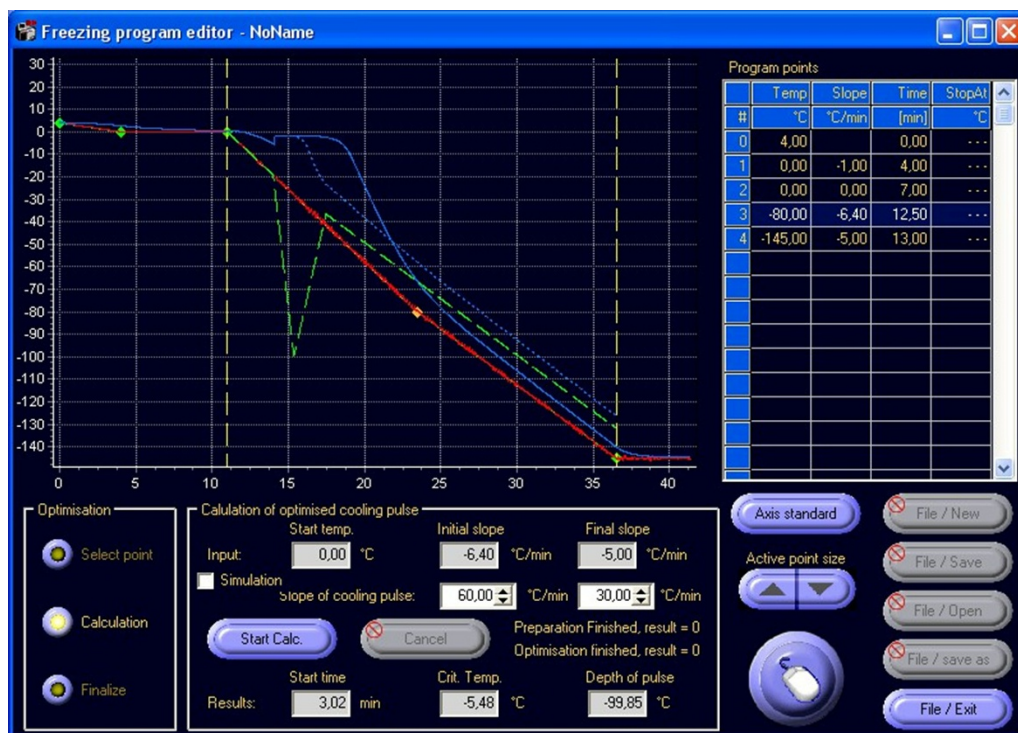 Freezing program editor - NoName
30
20
10
0
-10
-20
-30
-40
-50
-60
-70
-80
-90
-100
-110
-120
-130
-140
0 5 10 15 20 25 30 35 40
Program points
Temp Slope Time StopAt
# °C °C/min [min] °C
0 4,00 0,00 ---
1 0,00 -1,00 4,00 ---
2 0,00 0,00 7,00 ---
3 -80,00 -6,40 12,50 ---
4 -145,00 -5,00 13,00 ---
Optimisation
Select point
Calculation
Finalize
Calulation of optimised cooling pulse
Start temp. Initial slope Final slope
Input: 0,00 °C -6,40 °C/min -5,00 °C/min
Simulation
Slope of cooling pulse: 60,00 °C/min 30,00 °C/min
Start Calc. Cancel
Preparation Finished, result = 0
Optimisation finished, result = 0
Start time Crit. Temp. Depth of pulse
Results: 3,02 min -5,48 °C -99,85 °C
Axis standard
Active point size
File / New
File / Save
File / Open
File / save as
File / Exit